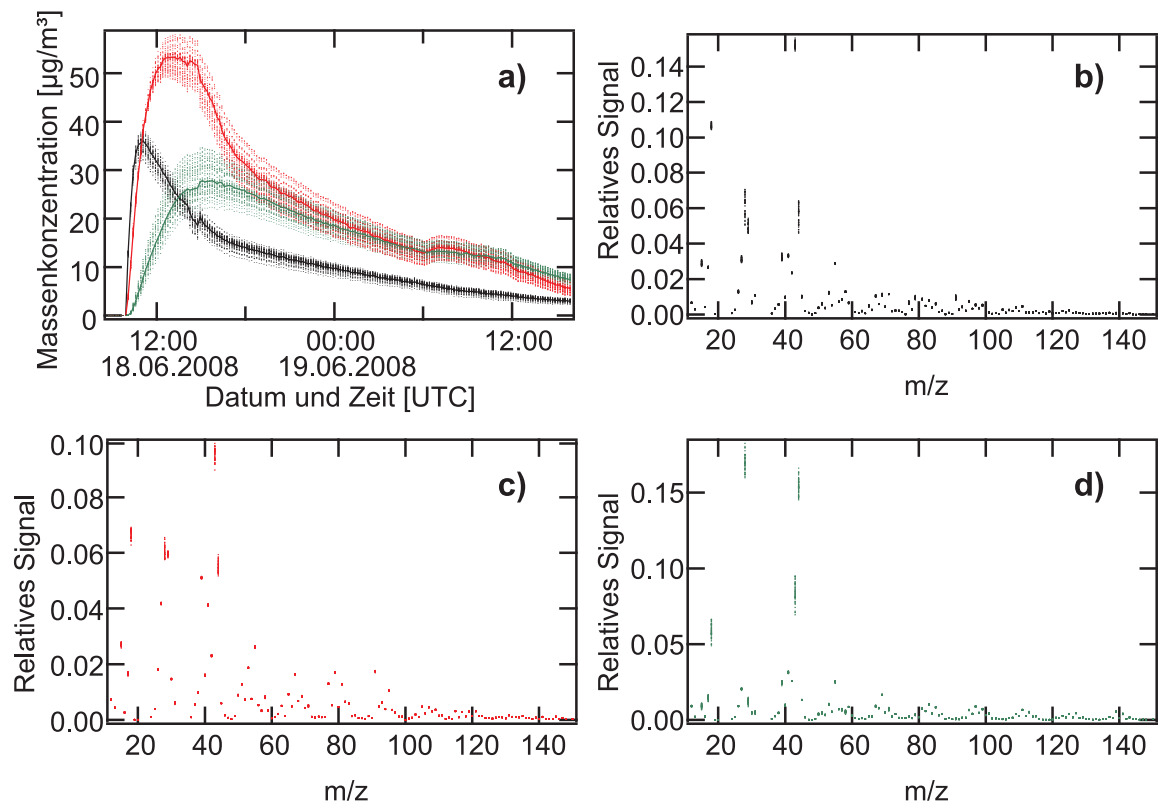 a)
Massenkonzentration [µg/m³]
50
40
30
20
10
0
12:00 00:00 12:00
18.06.2008 19.06.2008
Datum und Zeit [UTC]
b)
Relatives Signal
0.14
0.12
0.10
0.08
0.06
0.04
0.02
0.00
20 40 60 80 100 120 140
m/z
c)
Relatives Signal
0.10
0.08
0.06
0.04
0.02
0.00
20 40 60 80 100 120 140
m/z
d)
Relatives Signal
0.15
0.10
0.05
0.00
20 40 60 80 100 120 140
m/z